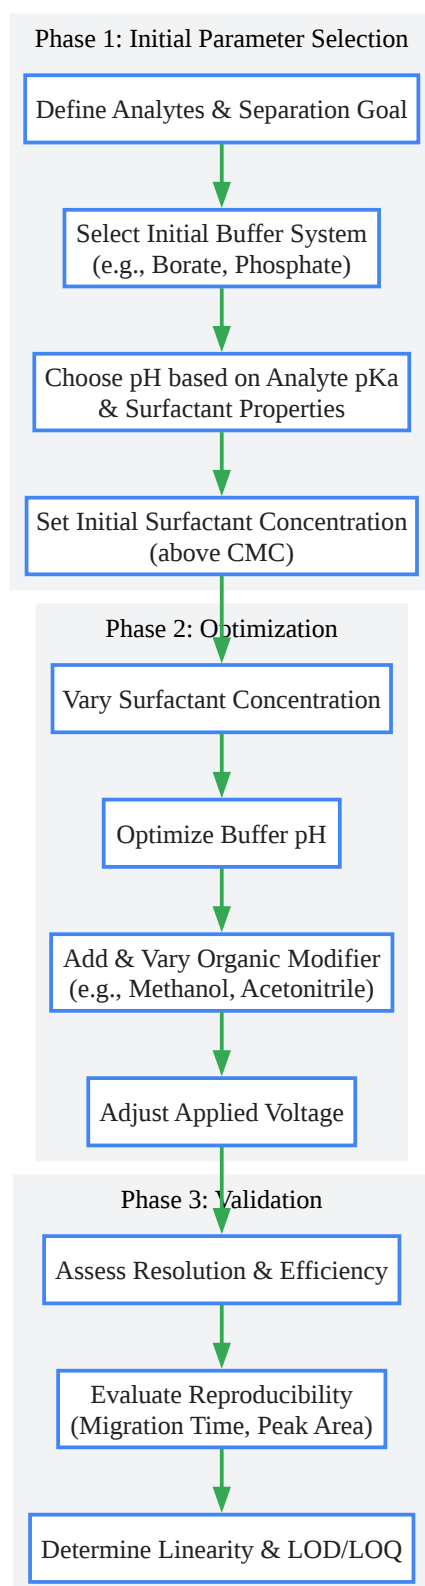 Phase 1: Initial Parameter Selection
Define Analytes & Separation Goal
Select Initial Buffer System
(e.g., Borate, Phosphate)
Choose pH based on Analyte pKa
& Surfactant Properties
Set Initial Surfactant Concentration
(above CMC)
Phase 2: Optimization
Vary Surfactant Concentration
Optimize Buffer pH
Add & Vary Organic Modifier
(e.g., Methanol, Acetonitrile)
Adjust Applied Voltage
Phase 3: Validation
Assess Resolution & Efficiency
Evaluate Reproducibility
(Migration Time, Peak Area)
Determine Linearity & LOD/LOQ